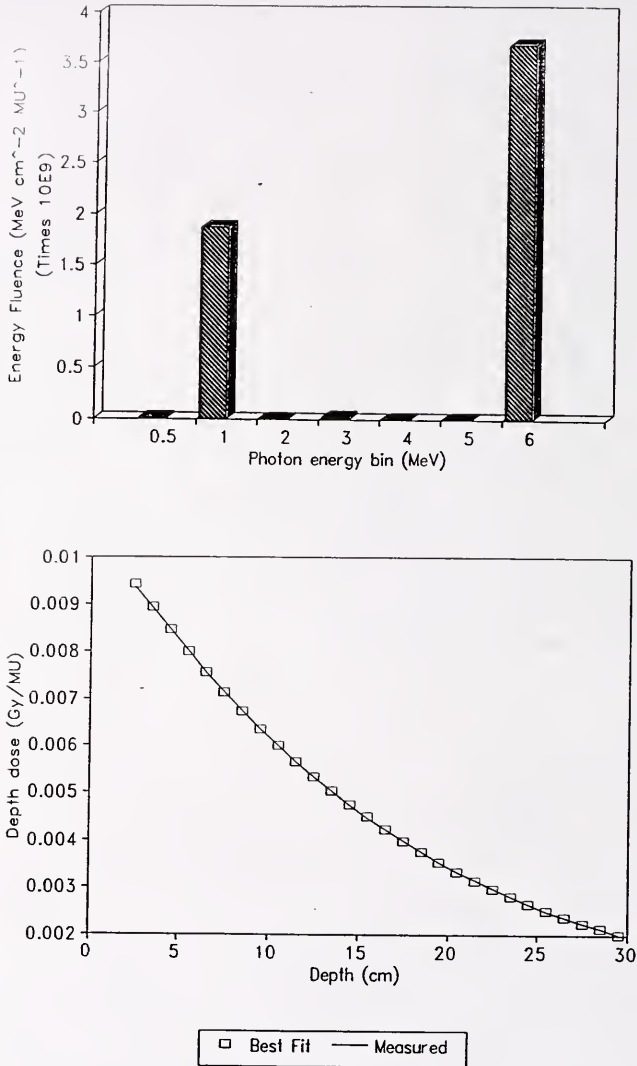 4
3.5
3
2.5
2
1.5
1
0.5
0
Energy Fluence (MeV cm^-2 MU^-1)
(Times 10E9)
0.5 1 2 3 4 5 6
Photon energy bin (MeV)
0.01
0.009
0.008
0.007
0.006
0.005
0.004
0.003
0.002
Depth dose (Gy/MU)
0 5 10 15 20 25 30
Depth (cm)
Best Fit Measured